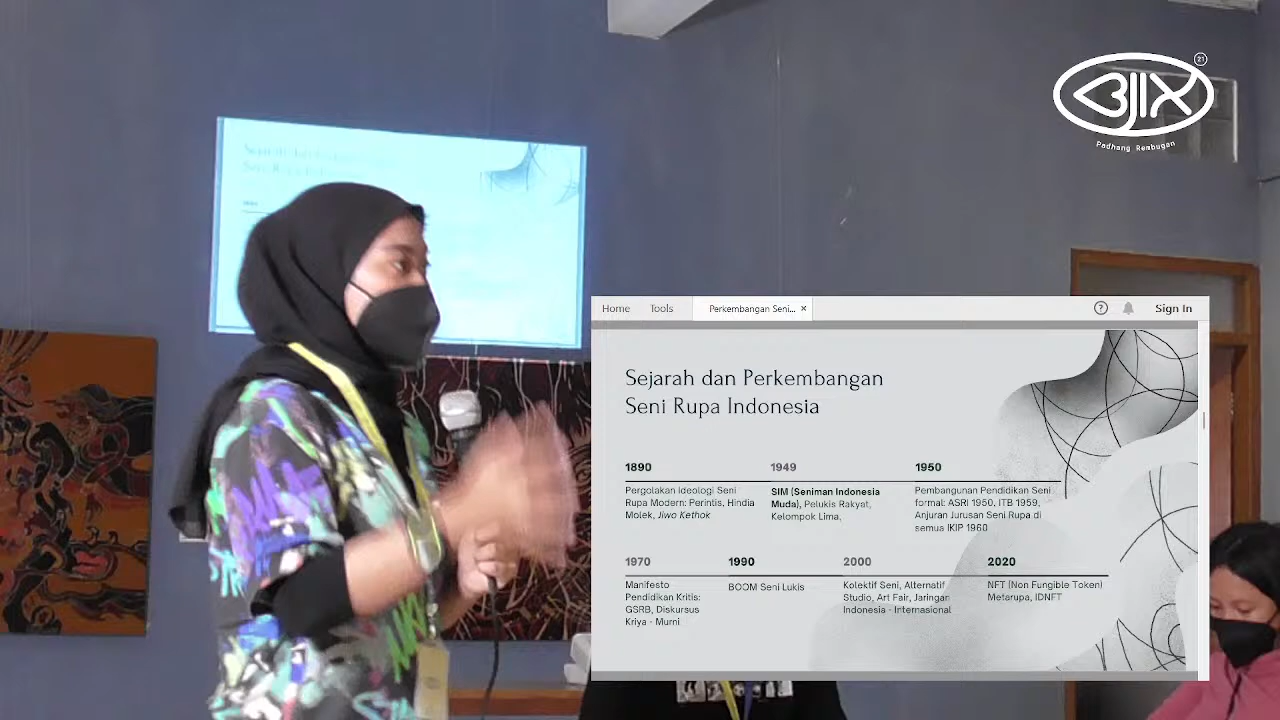 21
BJIX
Padhang Rembugan
Home Tools Perkembangan Seni... × ? Sign In
Sejarah dan Perkembangan
Seni Rupa Indonesia
1890 1949 1950
Pergolakan Ideologi Seni
Rupa Modern: Perintis, Hindia
Molek, Jiwo Kethok
SIM (Seniman Indonesia
Muda), Pelukis Rakyat,
Kelompok Lima,
Pembangunan Pendidikan Seni
formal: ASRI 1950, ITB 1959,
Anjuran Jurusan Seni Rupa di
semua IKIP 1960
1970 1990 2000 2020
Manifesto
Pendidikan Kritis:
GSRB, Diskursus
Kriya - Murni
BOOM Seni Lukis
Kolektif Seni, Alternatif
Studio, Art Fair, Jaringan
Indonesia - Internasional
NFT (Non Fungible Token)
Metarupa, IDNFT